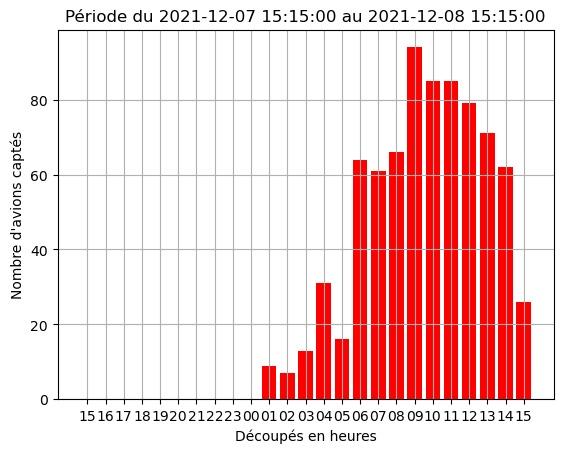 Période du 2021-12-07 15:15:00 au 2021-12-08 15:15:00
Nombre d'avions captés
80
60
40
20
0
15 16 17 18 19 20 21 22 23 00 01 02 03 04 05 06 07 08 09 10 11 12 13 14 15
Découpés en heures